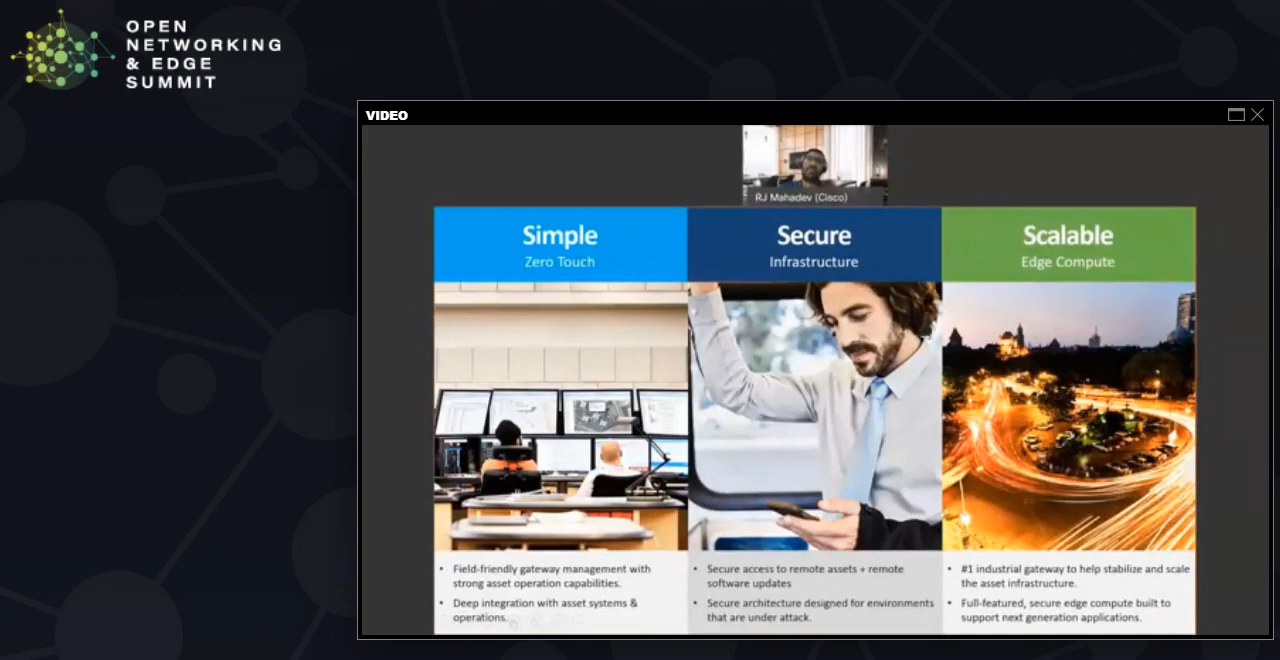 OPEN
NETWORKING
& EDGE
SUMMIT
VIDEO
RJ Mahadev (Cisco)
Simple
Zero Touch
Secure
Infrastructure
Scalable
Edge Compute
• Field-friendly gateway management with
strong asset operation capabilities.
• Deep integration with asset systems &
operations.
• Secure access to remote assets + remote
software updates
• Secure architecture designed for environments
that are under attack.
• #1 industrial gateway to help stabilize and scale
the asset infrastructure.
• Full-featured, secure edge compute built to
support next generation applications.